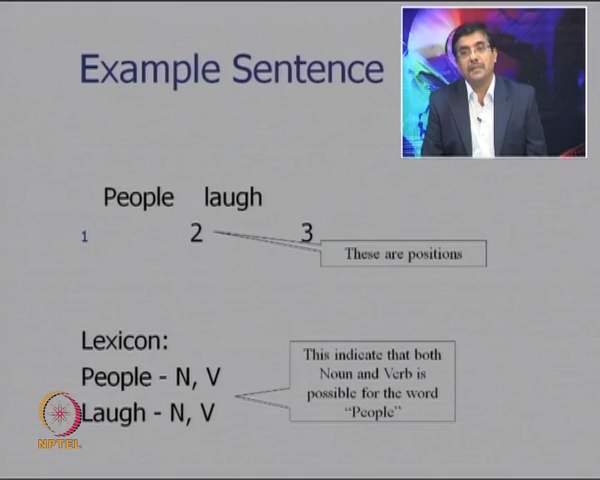 Example Sentence
People laugh
1 2 3
These are positions
Lexicon:
People - N, V
Laugh - N, V
This indicate that both
Noun and Verb is
possible for the word
“People”
NPTEL